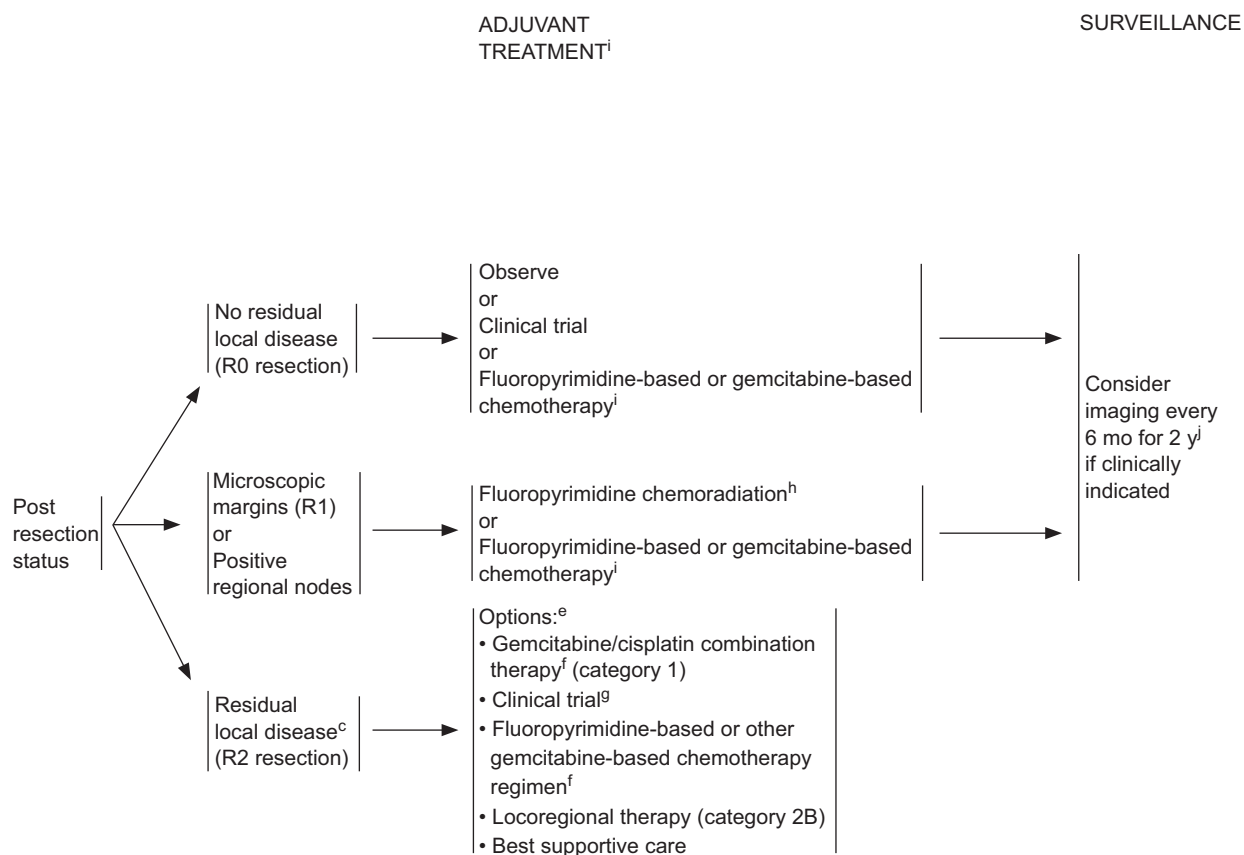 ADJUVANT
TREATMENTⁱ
SURVEILLANCE
Post
resection
status
No residual
local disease
(R0 resection)
Observe
or
Clinical trial
or
Fluoropyrimidine-based or gemcitabine-based
chemotherapyⁱ
Microscopic
margins (R1)
or
Positive
regional nodes
Fluoropyrimidine chemoradiationʰ
or
Fluoropyrimidine-based or gemcitabine-based
chemotherapyⁱ
Residual
local diseaseᶜ
(R2 resection)
Options:ᵉ
• Gemcitabine/cisplatin combination
therapyᶠ (category 1)
• Clinical trialᵍ
• Fluoropyrimidine-based or other
gemcitabine-based chemotherapy
regimenᶠ
• Locoregional therapy (category 2B)
• Best supportive care
Consider
imaging every
6 mo for 2 yʲ
if clinically
indicated